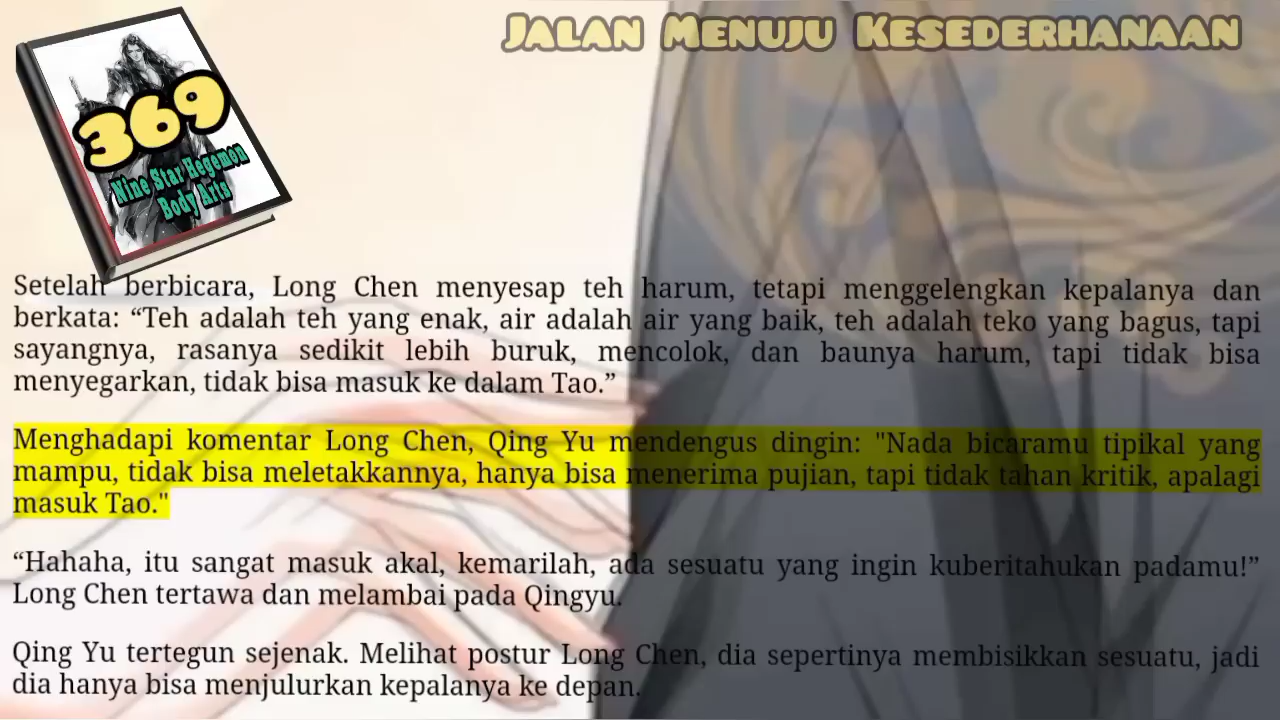 Jalan Menuju Kesederhanaan
369
Nine Star Hegemon
Body Arts
Setelah berbicara, Long Chen menyesap teh harum, tetapi menggelengkan kepalanya dan
berkata: “Teh adalah teh yang enak, air adalah air yang baik, teh adalah teko yang bagus, tapi
sayangnya, rasanya sedikit lebih buruk, mencolok, dan baunya harum, tapi tidak bisa
menyegarkan, tidak bisa masuk ke dalam Tao.”
Menghadapi komentar Long Chen, Qing Yu mendengus dingin: "Nada bicaramu tipikal yang
mampu, tidak bisa meletakkannya, hanya bisa menerima pujian, tapi tidak tahan kritik, apalagi
masuk Tao."
“Hahaha, itu sangat masuk akal, kemarilah, ada sesuatu yang ingin kuberitahukan padamu!”
Long Chen tertawa dan melambai pada Qingyu.
Qing Yu tertegun sejenak. Melihat postur Long Chen, dia sepertinya membisikkan sesuatu, jadi
dia hanya bisa menjulurkan kepalanya ke depan.